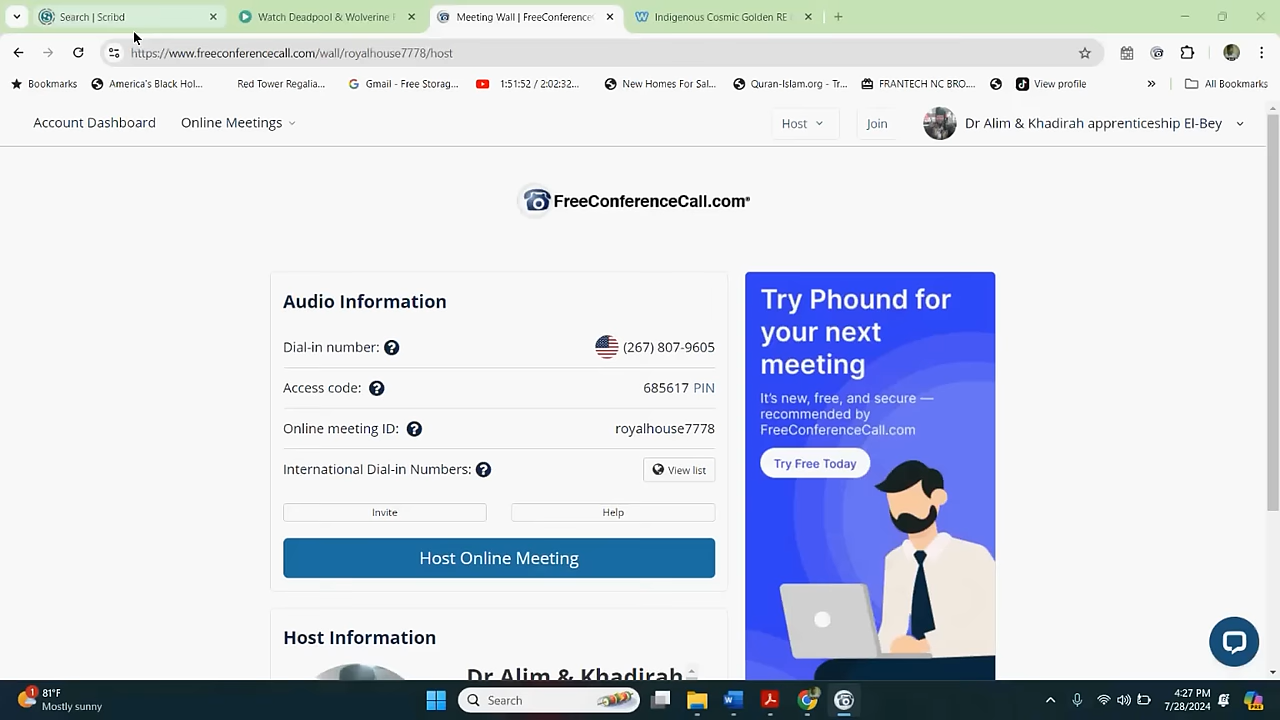 Search | Scribd
Watch Deadpool & Wolverine
Meeting Wall | FreeConference
Indigenous Cosmic Golden RE
https://www.freeconferencecall.com/wall/royalhouse7778/host
Bookmarks
America's Black Hol...
Red Tower Regalia...
Gmail - Free Storag...
1:51:52 / 2:02:32...
New Homes For Sal...
Quran-Islam.org - Tr...
FRANTECH NC BRO....
View profile
All Bookmarks
Account Dashboard
Online Meetings
Host
Join
Dr Alim & Khadirah apprenticeship El-Bey
FreeConferenceCall.com®
Audio Information
Dial-in number:
(267) 807-9605
Access code:
685617 PIN
Online meeting ID:
royalhouse7778
International Dial-in Numbers:
View list
Invite
Help
Host Online Meeting
Host Information
Dr Alim & Khadirah
Try Phound for
your next
meeting
It's new, free, and secure —
recommended by
FreeConferenceCall.com
Try Free Today
1
81°F
Mostly sunny
Search
4:27 PM
7/28/2024